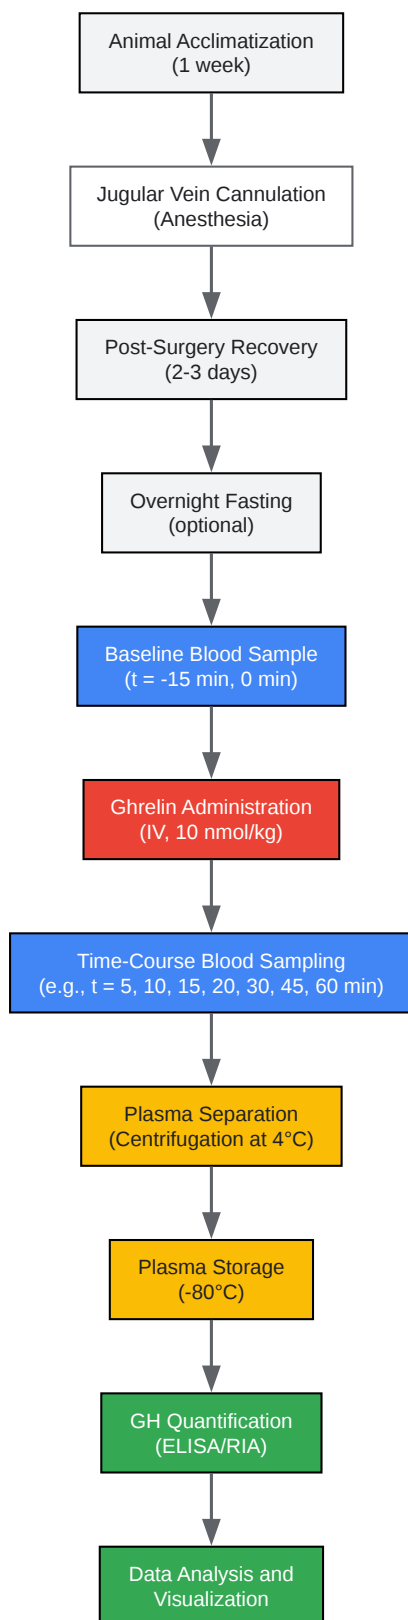 Animal Acclimatization
(1 week)
Jugular Vein Cannulation
(Anesthesia)
Post-Surgery Recovery
(2-3 days)
Overnight Fasting
(optional)
Baseline Blood Sample
(t = -15 min, 0 min)
Ghrelin Administration
(IV, 10 nmol/kg)
Time-Course Blood Sampling
(e.g., t = 5, 10, 15, 20, 30, 45, 60 min)
Plasma Separation
(Centrifugation at 4°C)
Plasma Storage
(-80°C)
GH Quantification
(ELISA/RIA)
Data Analysis and
Visualization